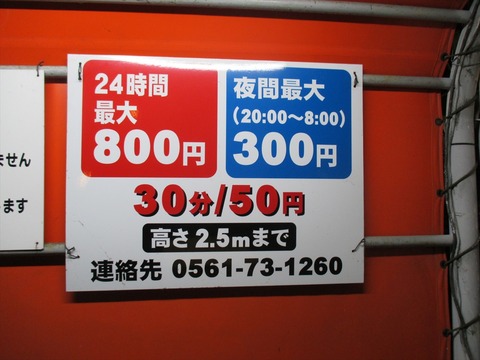 24時間
最大
800円
夜間最大
(20:00～8:00)
300円
30分/50円
高さ2.5mまで
連絡先 0561-73-1260
ません
ます